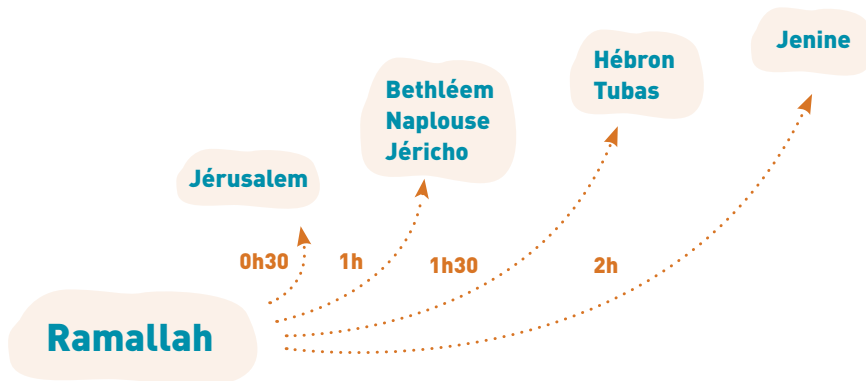 Jenine
Hébron
Tubas
Bethléem
Naplouse
Jéricho
Jérusalem
0h30
1h
1h30
2h
Ramallah